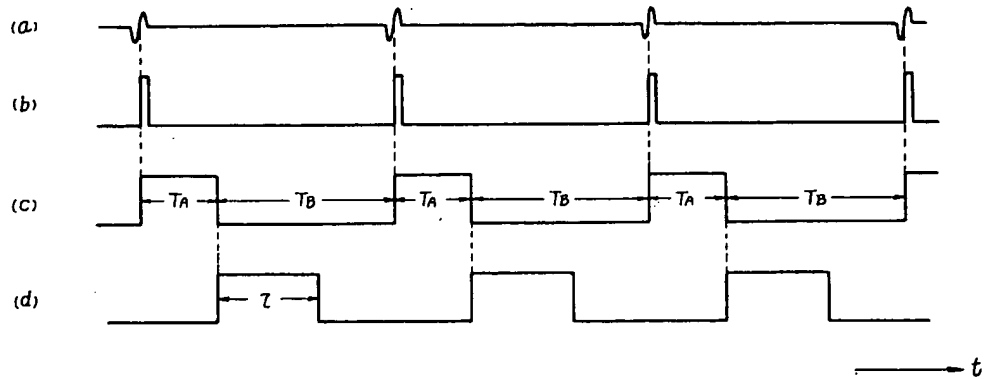 (a)
(b)
(c) TA TB TA TB TA TB
(d) τ
t